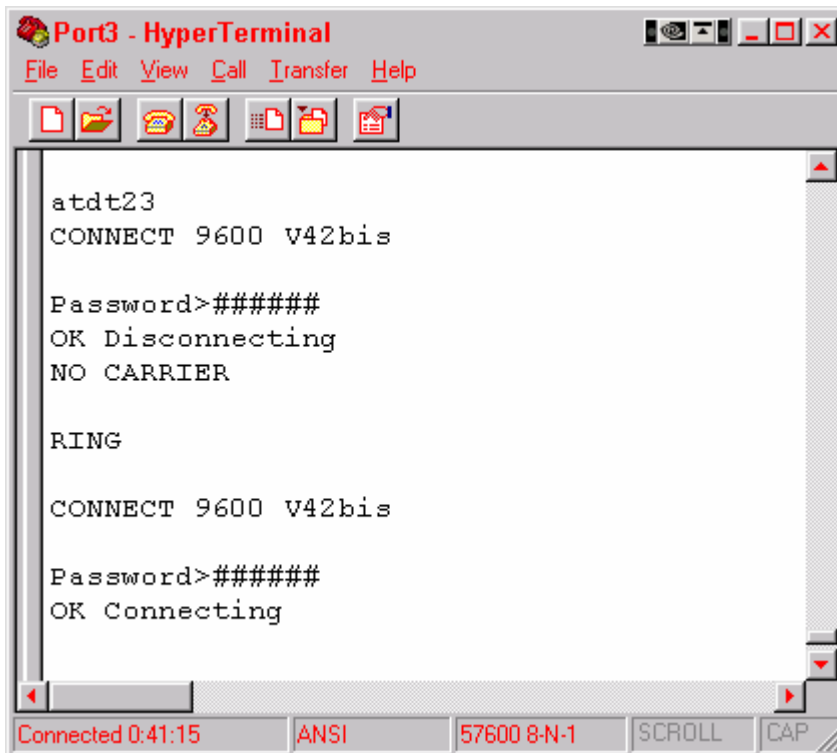 Port3 - HyperTerminal
File Edit View Call Transfer Help
atdt23
CONNECT 9600 V42bis
Password>######
OK Disconnecting
NO CARRIER
RING
CONNECT 9600 V42bis
Password>######
OK Connecting
Connected 0:41:15 ANSI 57600 8-N-1 SCROLL CAP